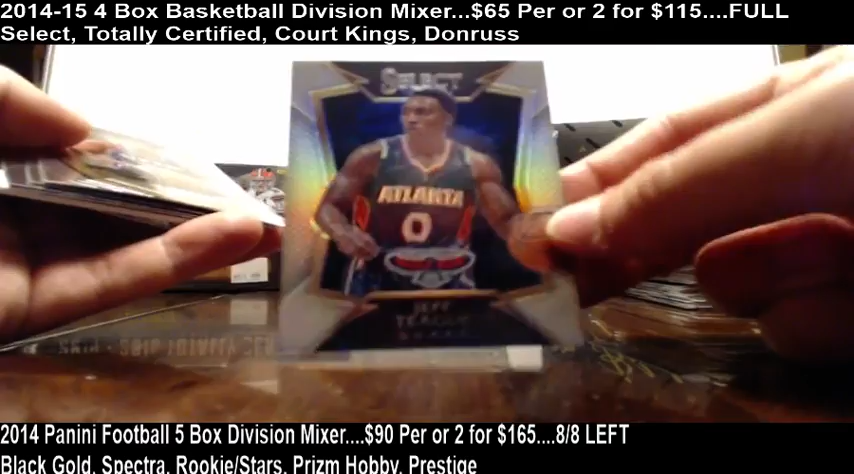 2014-15 4 Box Basketball Division Mixer...$65 Per or 2 for $115....FULL
Select, Totally Certified, Court Kings, Donruss
SELECT
ATLANTA
0
JEFF
TEAGUE
2014 Panini Football 5 Box Division Mixer....$90 Per or 2 for $165....8/8 LEFT
Black Gold, Spectra, Rookie/Stars, Prizm Hobby, Prestige